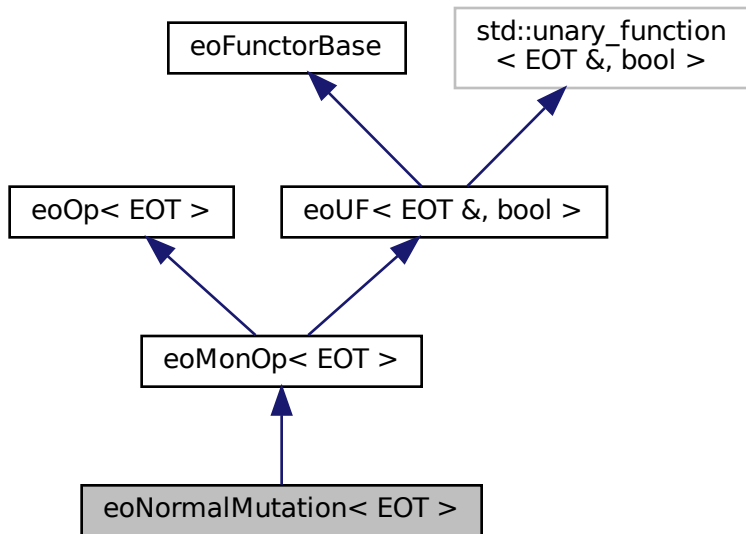 eoFunctorBase
std::unary_function
< EOT &, bool >
eoOp< EOT >
eoUF< EOT &, bool >
eoMonOp< EOT >
eoNormalMutation< EOT >